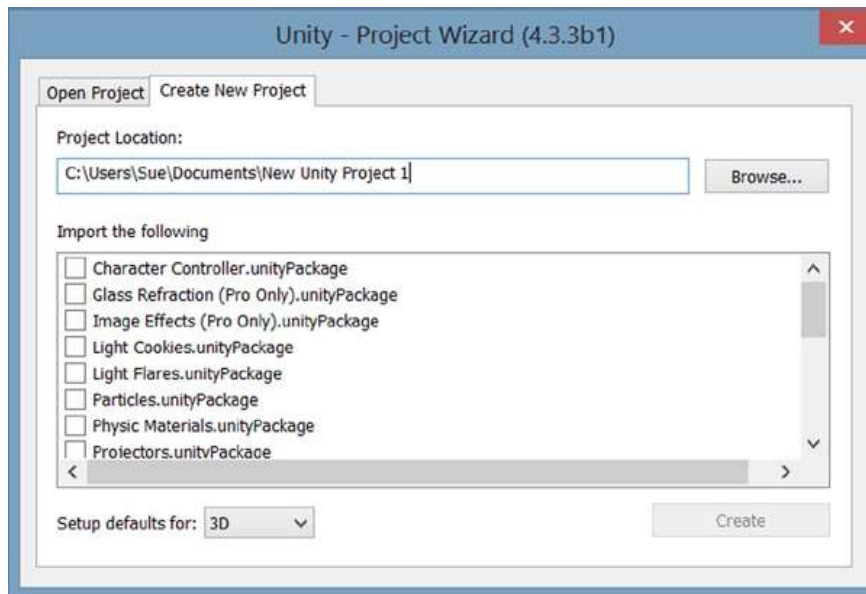 Unity - Project Wizard (4.3.3b1)
Open Project
Create New Project
Project Location:
C:\Users\Sue\Documents\New Unity Project 1
Browse...
Import the following
Character Controller.unityPackage
Glass Refraction (Pro Only).unityPackage
Image Effects (Pro Only).unityPackage
Light Cookies.unityPackage
Light Flares.unityPackage
Particles.unityPackage
Physic Materials.unityPackage
Projectors.unityPackage
Setup defaults for: 3D
Create